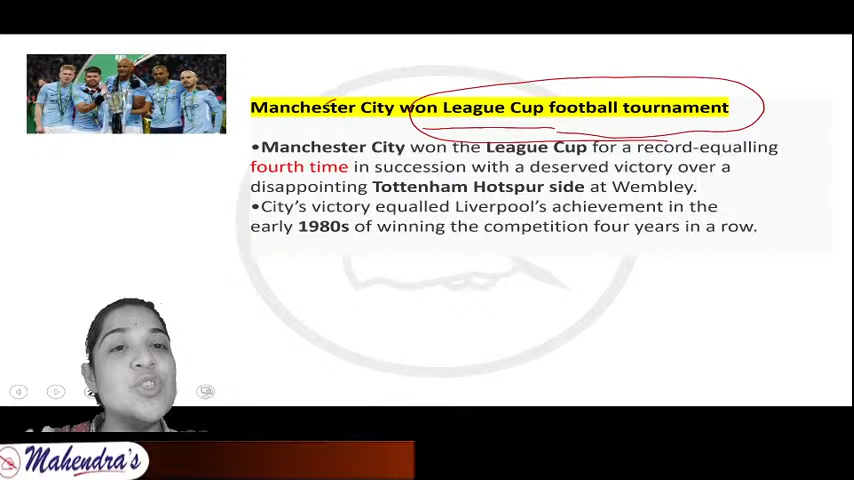 Manchester City won League Cup football tournament
•Manchester City won the League Cup for a record-equalling
fourth time in succession with a deserved victory over a
disappointing Tottenham Hotspur side at Wembley.
•City's victory equalled Liverpool's achievement in the
early 1980s of winning the competition four years in a row.
Mahendra's